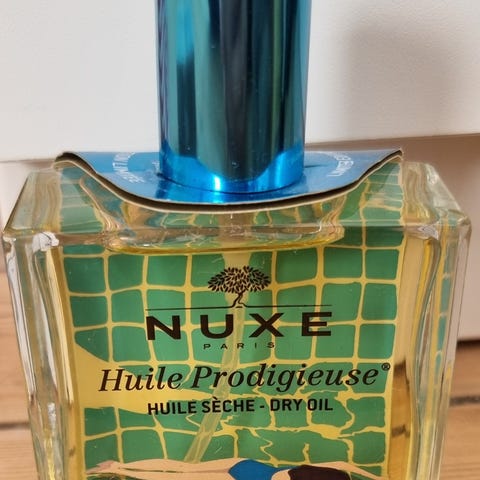 NUXE
PARIS
Huile Prodigieuse®
HUILE SÈCHE - DRY OIL